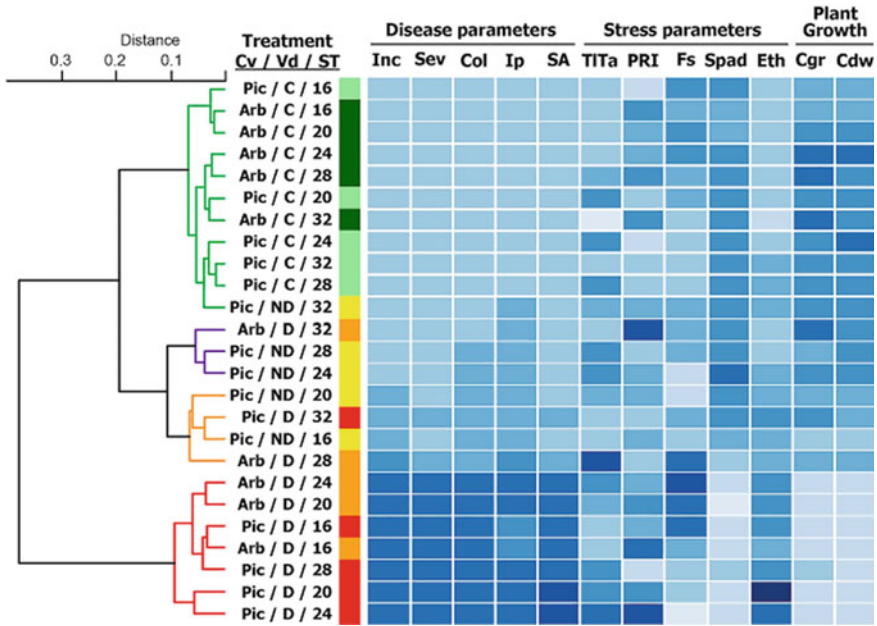 Disease parameters Stress parameters Plant Growth
Distance Treatment
0.3 0.2 0.1 Cv / Vd / ST Inc Sev Col Ip SA TlTa PRI Fs Spad Eth Cgr Cdw
Pic / C / 16
Arb / C / 16
Arb / C / 20
Arb / C / 24
Arb / C / 28
Pic / C / 20
Arb / C / 32
Pic / C / 24
Pic / C / 32
Pic / C / 28
Pic / ND / 32
Arb / D / 32
Pic / ND / 28
Pic / ND / 24
Pic / ND / 20
Pic / D / 32
Pic / ND / 16
Arb / D / 28
Arb / D / 24
Arb / D / 20
Pic / D / 16
Arb / D / 16
Pic / D / 28
Pic / D / 20
Pic / D / 24